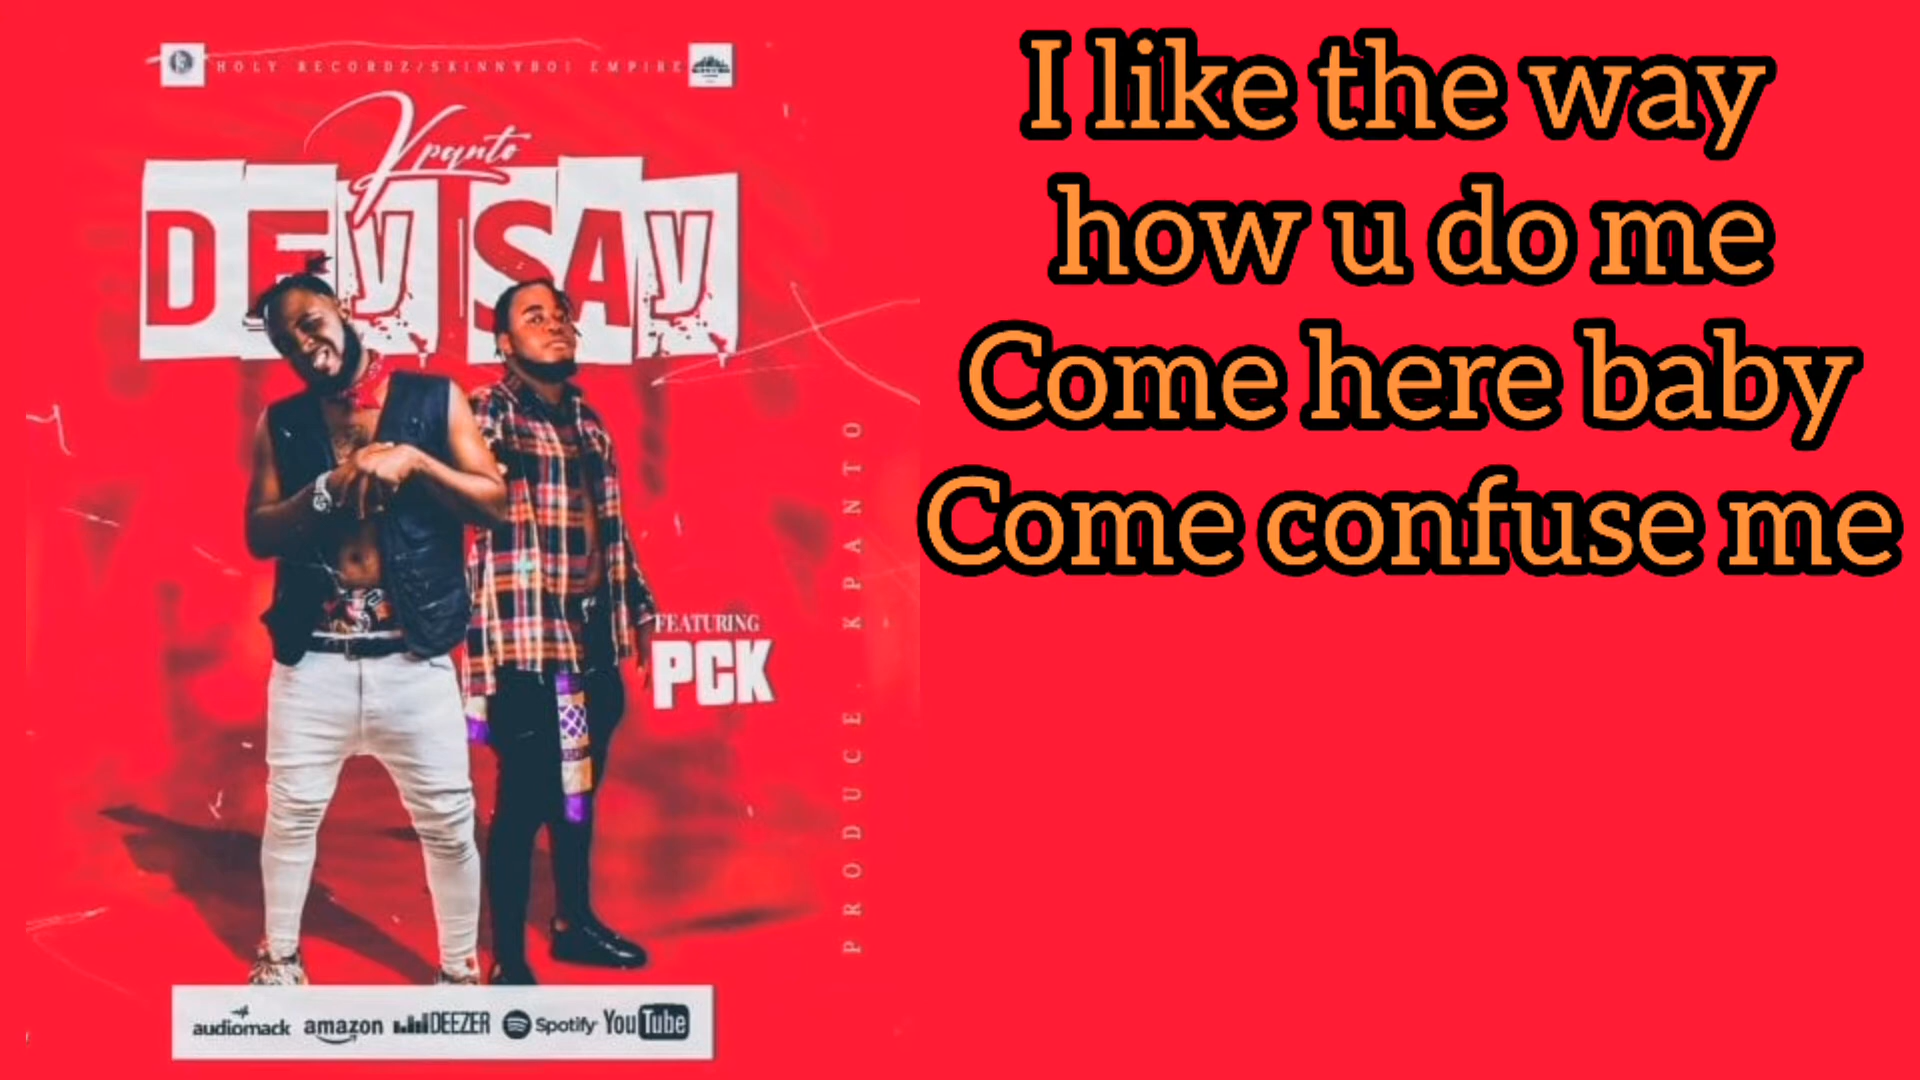 HOLY RECORDZ/SKINNYBOI EMPIRE
Kpanto
DEy SAy
FEATURING
PCK
PRODUCE. KPANTO
audiomack amazon DEEZER Spotify YouTube
I like the way
how u do me
Come here baby
Come confuse me